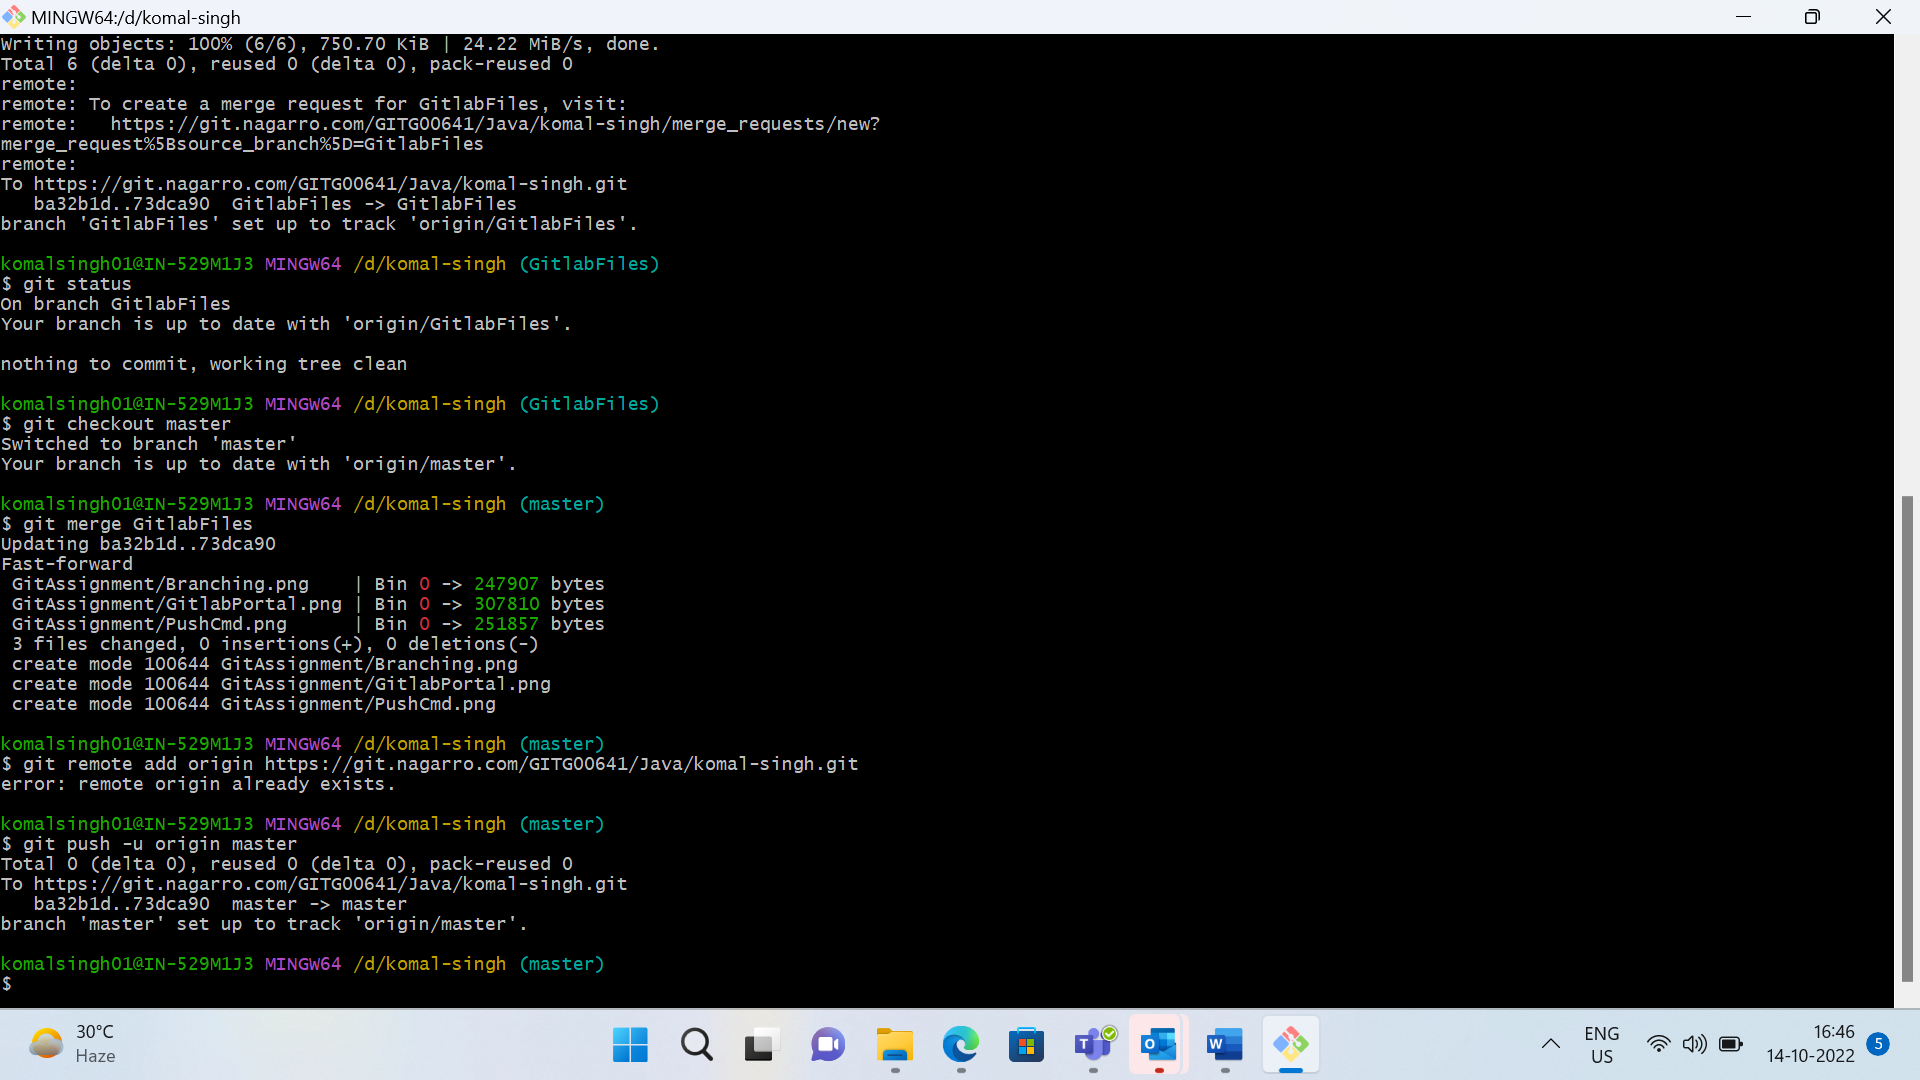 MINGW64:/d/komal-singh
Writing objects: 100% (6/6), 750.70 KiB | 24.22 MiB/s, done.
Total 6 (delta 0), reused 0 (delta 0), pack-reused 0
remote:
remote: To create a merge request for GitlabFiles, visit:
remote:   https://git.nagarro.com/GITG00641/Java/komal-singh/merge_requests/new?
merge_request%5Bsource_branch%5D=GitlabFiles
remote:
To https://git.nagarro.com/GITG00641/Java/komal-singh.git
   ba32b1d..73dca90  GitlabFiles -> GitlabFiles
branch 'GitlabFiles' set up to track 'origin/GitlabFiles'.
komalsingh01@IN-529M1J3 MINGW64 /d/komal-singh (GitlabFiles)
$ git status
On branch GitlabFiles
Your branch is up to date with 'origin/GitlabFiles'.
nothing to commit, working tree clean
komalsingh01@IN-529M1J3 MINGW64 /d/komal-singh (GitlabFiles)
$ git checkout master
Switched to branch 'master'
Your branch is up to date with 'origin/master'.
komalsingh01@IN-529M1J3 MINGW64 /d/komal-singh (master)
$ git merge GitlabFiles
Updating ba32b1d..73dca90
Fast-forward
 GitAssignment/Branching.png    | Bin 0 -> 247907 bytes
 GitAssignment/GitlabPortal.png | Bin 0 -> 307810 bytes
 GitAssignment/PushCmd.png      | Bin 0 -> 251857 bytes
 3 files changed, 0 insertions(+), 0 deletions(-)
 create mode 100644 GitAssignment/Branching.png
 create mode 100644 GitAssignment/GitlabPortal.png
 create mode 100644 GitAssignment/PushCmd.png
komalsingh01@IN-529M1J3 MINGW64 /d/komal-singh (master)
$ git remote add origin https://git.nagarro.com/GITG00641/Java/komal-singh.git
error: remote origin already exists.
komalsingh01@IN-529M1J3 MINGW64 /d/komal-singh (master)
$ git push -u origin master
Total 0 (delta 0), reused 0 (delta 0), pack-reused 0
To https://git.nagarro.com/GITG00641/Java/komal-singh.git
   ba32b1d..73dca90  master -> master
branch 'master' set up to track 'origin/master'.
komalsingh01@IN-529M1J3 MINGW64 /d/komal-singh (master)
$
30°C
Haze
ENG
US
16:46
14-10-2022
5